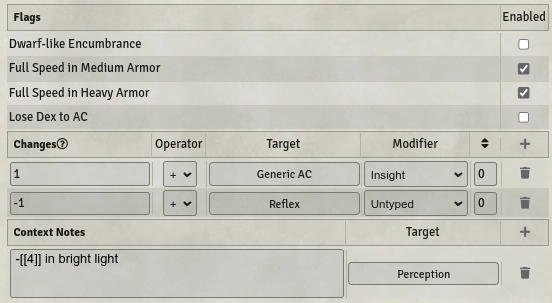 Flags Enabled
Dwarf-like Encumbrance
Full Speed in Medium Armor
Full Speed in Heavy Armor
Lose Dex to AC
Changes Operator Target Modifier +
1 + Generic AC Insight 0
-1 + Reflex Untyped 0
Context Notes Target +
-[[4]] in bright light Perception